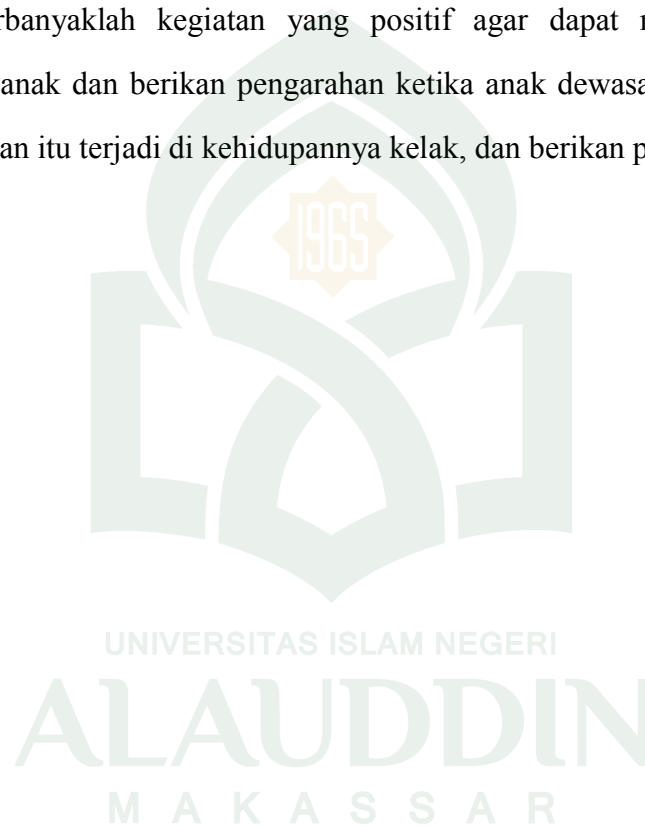 rbanyaklah kegiatan yang positif agar dapat
anak dan berikan pengarahan ketika anak dewasa
an itu terjadi di kehidupannya kelak, dan berikan p
1965
UNIVERSITAS ISLAM NEGERI
ALAUDDIN
MAKASSAR